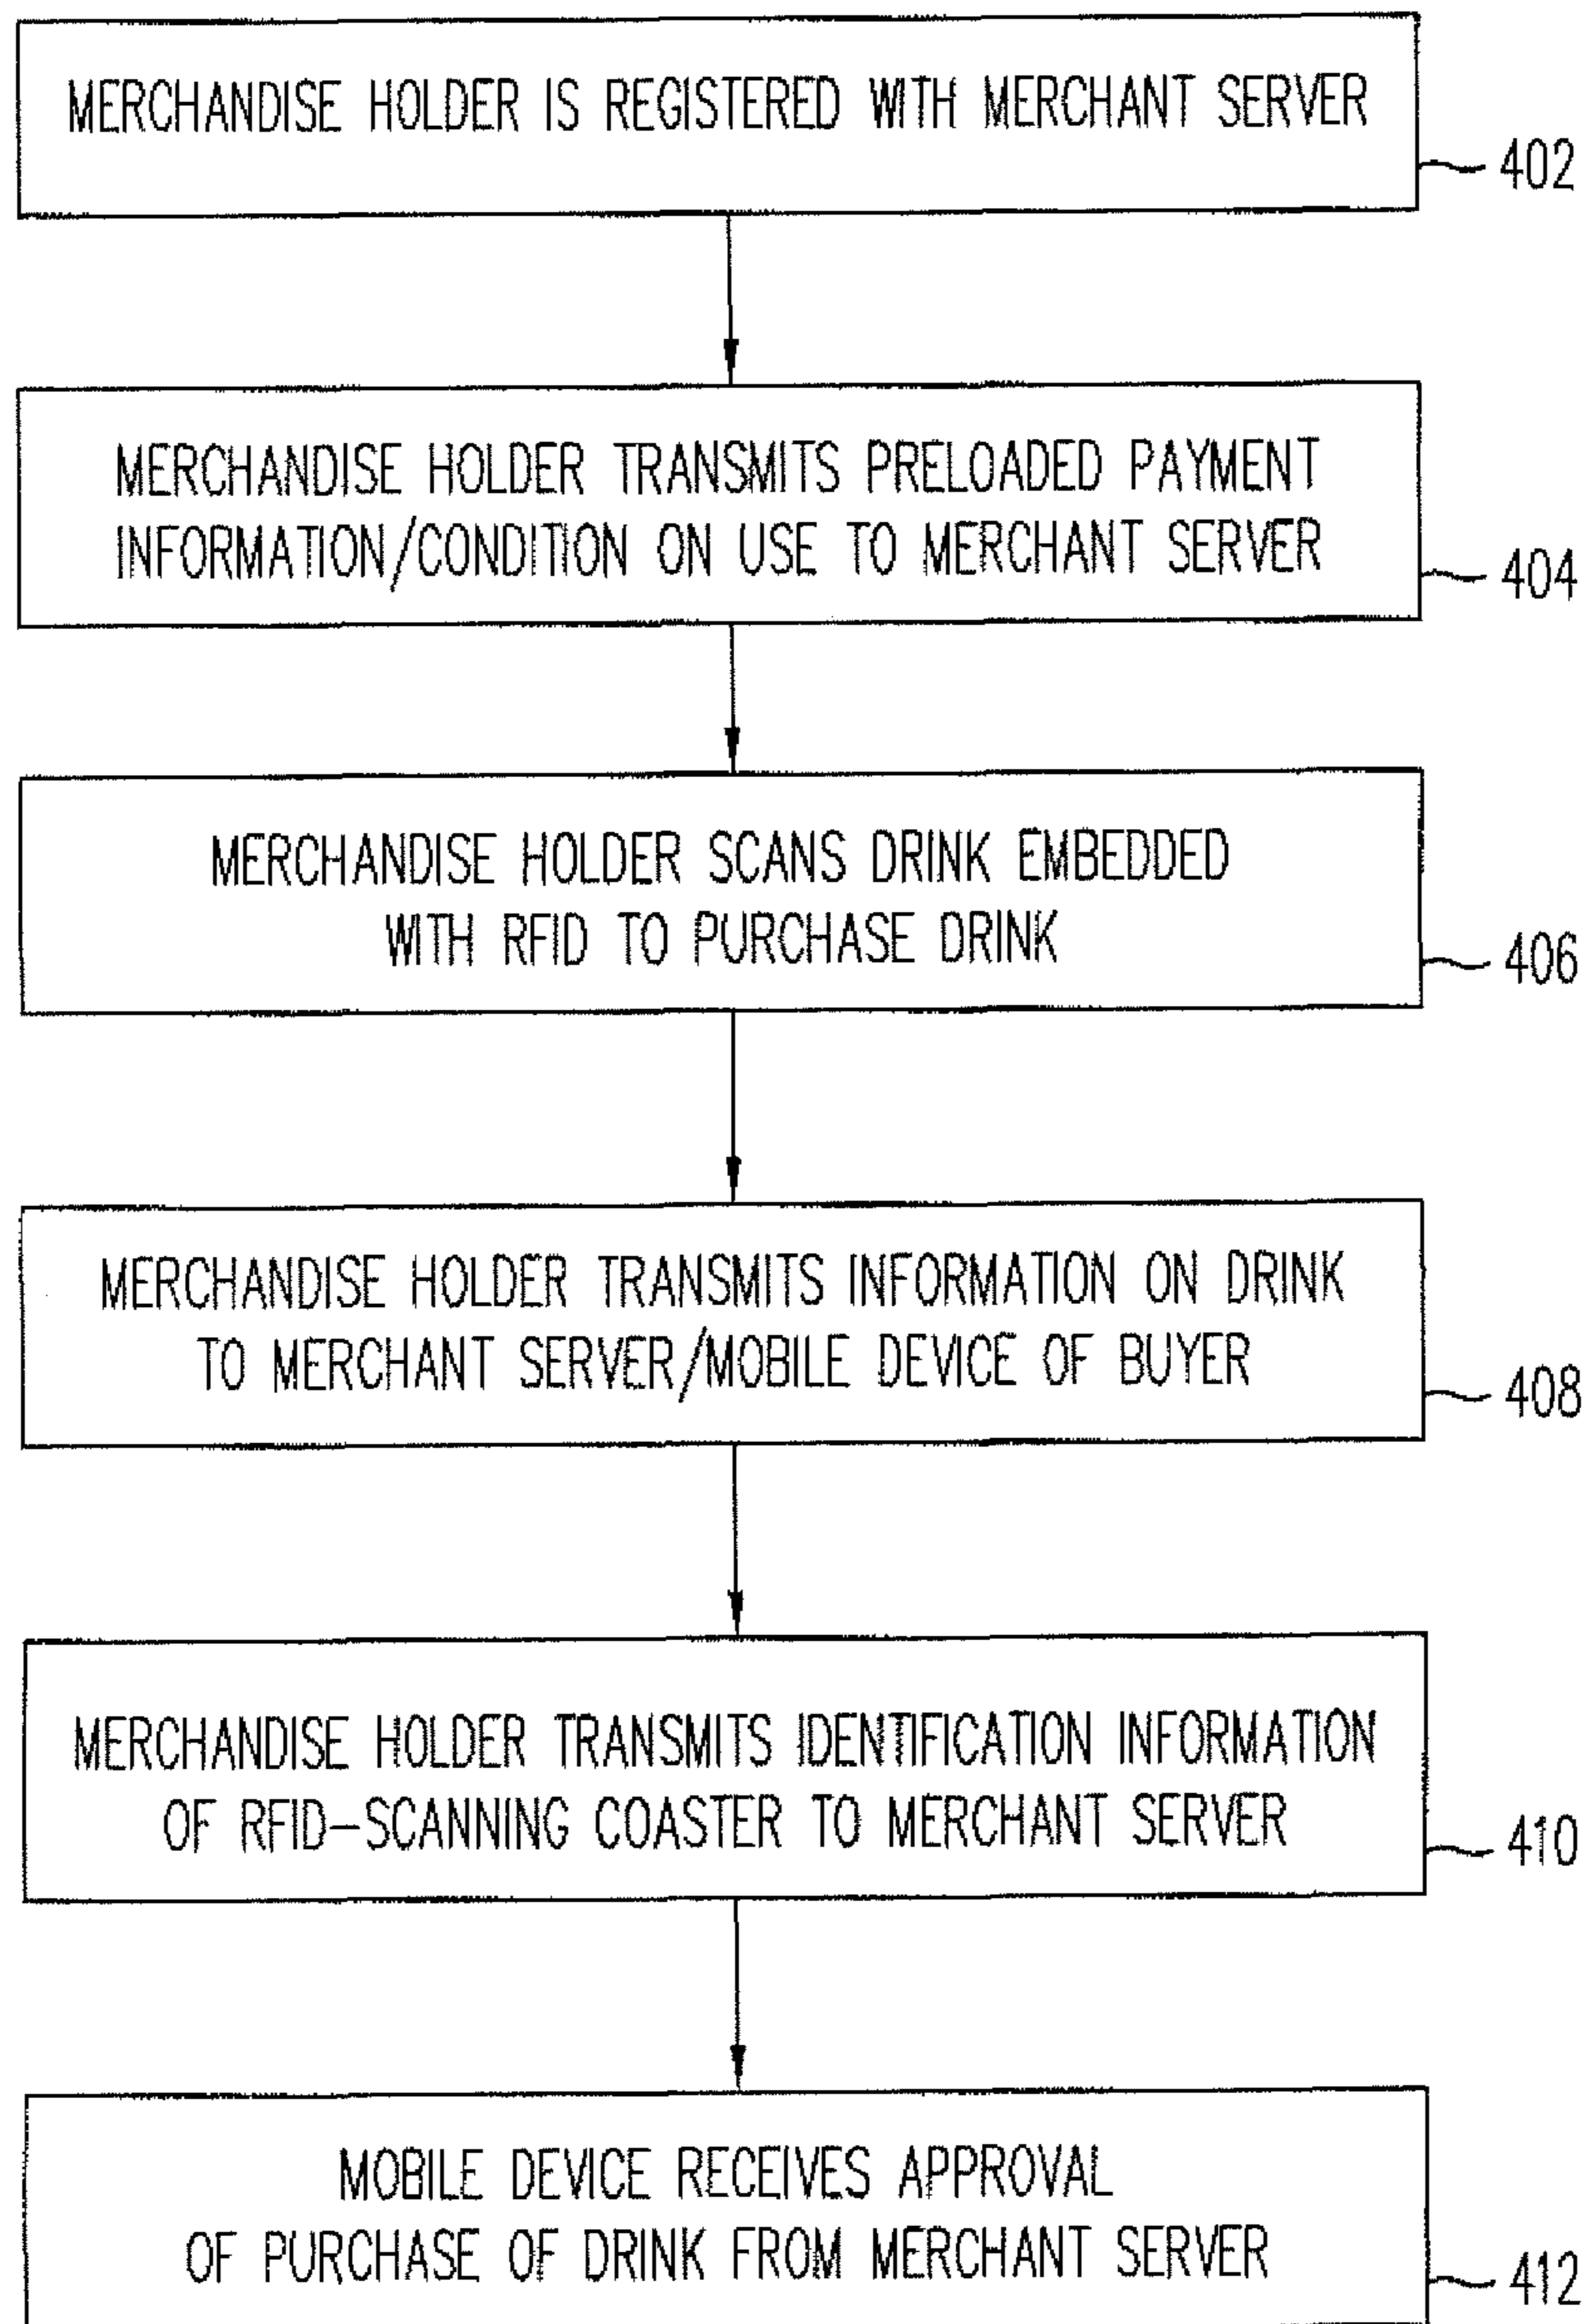 MERCHANDISE HOLDER IS REGISTERED WITH MERCHANT SERVER
402
MERCHANDISE HOLDER TRANSMITS PRELOADED PAYMENT
INFORMATION/CONDITION ON USE TO MERCHANT SERVER
404
MERCHANDISE HOLDER SCANS DRINK EMBEDDED
WITH RFID TO PURCHASE DRINK
406
MERCHANDISE HOLDER TRANSMITS INFORMATION ON DRINK
TO MERCHANT SERVER/MOBILE DEVICE OF BUYER
408
MERCHANDISE HOLDER TRANSMITS IDENTIFICATION INFORMATION
OF RFID-SCANNING COASTER TO MERCHANT SERVER
410
MOBILE DEVICE RECEIVES APPROVAL
OF PURCHASE OF DRINK FROM MERCHANT SERVER
412